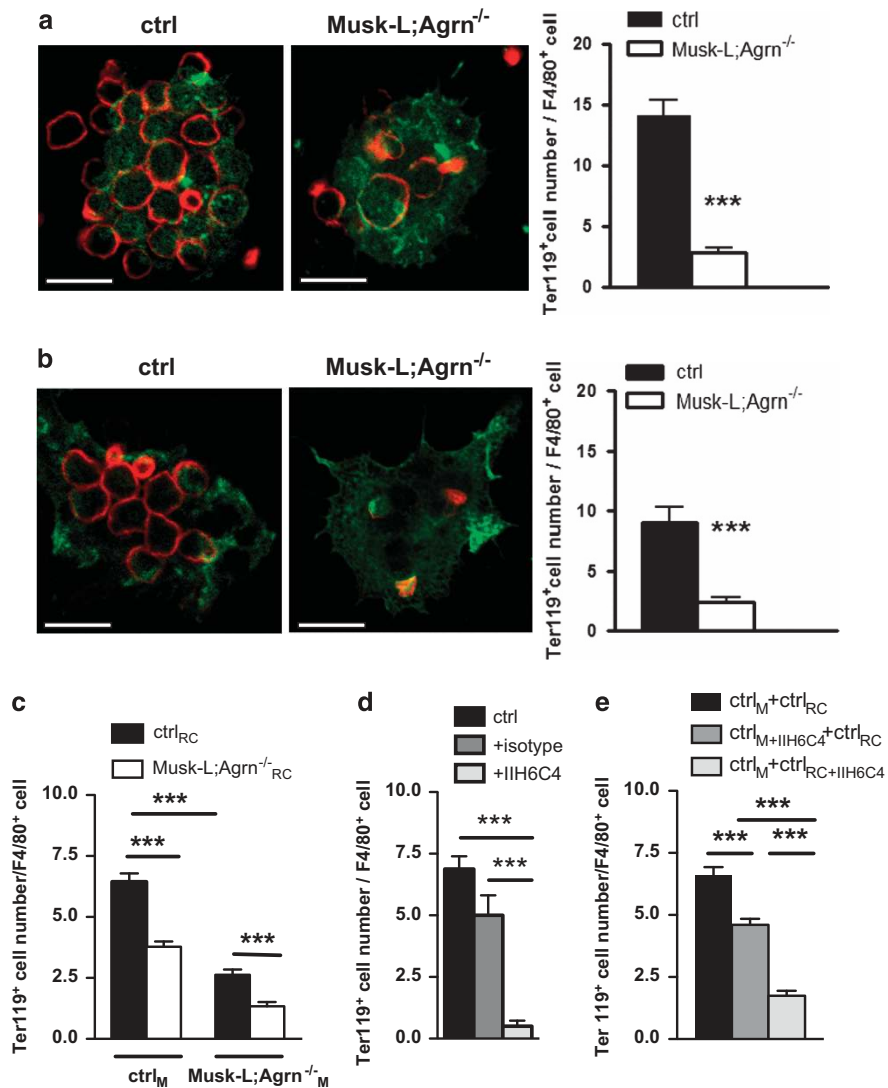 a
ctrl
Musk-L;Agrn-/-
ctrl
Musk-L;Agrn-/-
Ter119+cell number / F4/80+ cell
20
15
10
5
0
***
b
ctrl
Musk-L;Agrn-/-
ctrl
Musk-L;Agrn-/-
Ter119+cell number / F4/80+ cell
20
15
10
5
0
***
c
ctrlRC
Musk-L;Agrn-/-RC
Ter119+ cell number/F4/80+ cell
10.0
7.5
5.0
2.5
0.0
***
***
***
ctrlM
Musk-L;Agrn-/-M
d
ctrl
+isotype
+IIH6C4
Ter119+ cell number / F4/80+ cell
10.0
7.5
5.0
2.5
0.0
***
***
e
ctrlM+ctrlRC
ctrlM+IIH6C4+ctrlRC
ctrlM+ctrlRC+IIH6C4
Ter 119+ cell number/F4/80+ cell
10.0
7.5
5.0
2.5
0.0
***
***
***